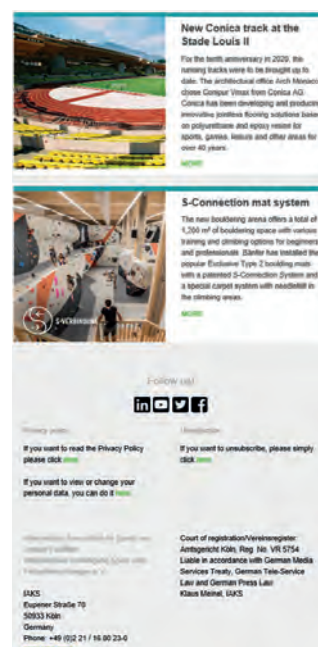 New Conica track at the
Stade Louis II
For the tenth anniversary in 2020, the
running tracks were to be brought up to
date. The architectural office Arch Monaco
chose Conipur Vmax from Conica AG.
Conica has been developing and producing
innovative jointless flooring solutions based
on polyurethane and epoxy resins for
sports, games, leisure and other areas for
over 40 years.
MORE
S-Connection mat system
The new bouldering arena offers a total of
1,200 m² of bouldering space with various
training and climbing options for beginners
and professionals. Bänfer has installed the
popular Exclusive Type 2 boulding mats
with a patented S-Connection System and
a special carpet system with needlefelt in
the climbing areas.
MORE
Follow us!
Privacy policy
If you want to read the Privacy Policy
please click here.
If you want to view or change your
personal data, you can do it here.
If you want to unsubscribe, please simply
click here.
IAKS
Eupener Straße 70
50933 Köln
Germany
Phone: +49 (0)2 21 / 16 80 23-0
Court of registration/Vereinsregister:
Amtsgericht Köln, Reg. No. VR 5754
Liable in accordance with German Media
Services Treaty, German Tele-Service
Law and German Press Law:
Klaus Meinel, IAKS